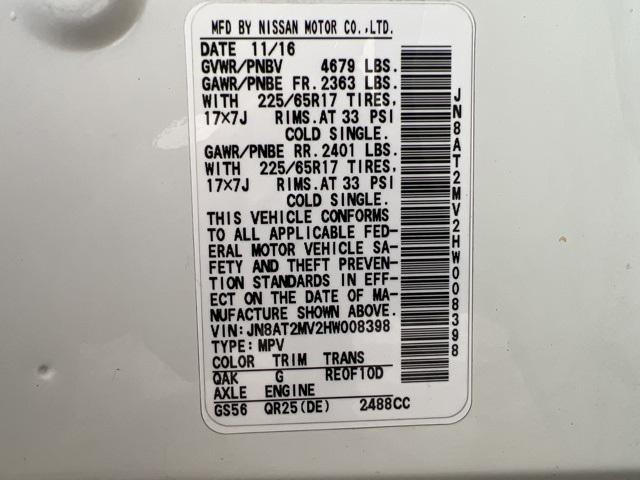 MFD BY NISSAN MOTOR CO.,LTD.
DATE 11/16
GVWR/PNBV 4679 LBS.
GAWR/PNBE FR.2363 LBS.
WITH 225/65R17 TIRES,
17×7J RIMS.AT 33 PSI
COLD SINGLE.
GAWR/PNBE RR.2401 LBS.
WITH 225/65R17 TIRES,
17×7J RIMS.AT 33 PSI
COLD SINGLE.
THIS VEHICLE CONFORMS
TO ALL APPLICABLE FED-
ERAL MOTOR VEHICLE SA-
FETY AND THEFT PREVEN-
TION STANDARDS IN EFF-
ECT ON THE DATE OF MA-
NUFACTURE SHOWN ABOVE.
VIN:JN8AT2MV2HW008398
TYPE:MPV
COLOR TRIM TRANS
QAK G RE0F10D
AXLE ENGINE
GS56 QR25(DE) 2488CC
JN8AT2MV2HW008398